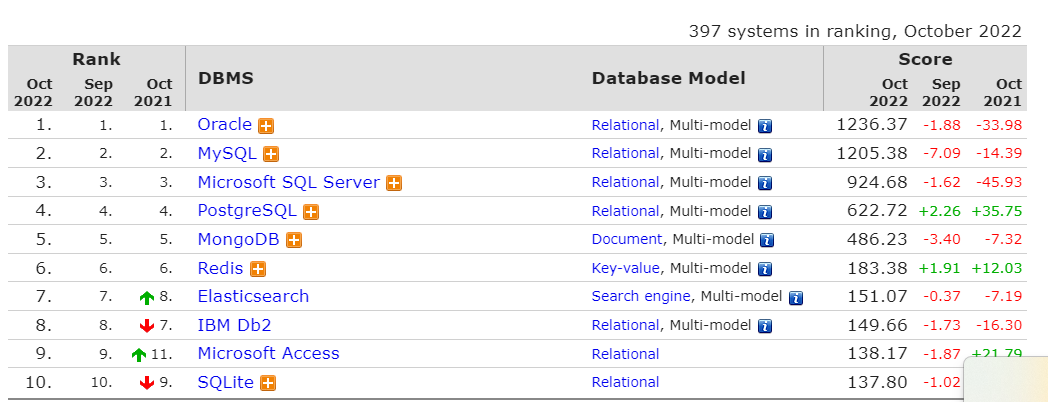 397 systems in ranking, October 2022
Rank DBMS Database Model Score
Oct 2022 Sep 2022 Oct 2021 Oct 2022 Sep 2022 Oct 2021
1. 1. 1. Oracle Relational, Multi-model 1236.37 -1.88 -33.98
2. 2. 2. MySQL Relational, Multi-model 1205.38 -7.09 -14.39
3. 3. 3. Microsoft SQL Server Relational, Multi-model 924.68 -1.62 -45.93
4. 4. 4. PostgreSQL Relational, Multi-model 622.72 +2.26 +35.75
5. 5. 5. MongoDB Document, Multi-model 486.23 -3.40 -7.32
6. 6. 6. Redis Key-value, Multi-model 183.38 +1.91 +12.03
7. 7. 8. Elasticsearch Search engine, Multi-model 151.07 -0.37 -7.19
8. 8. 7. IBM Db2 Relational, Multi-model 149.66 -1.73 -16.30
9. 9. 11. Microsoft Access Relational 138.17 -1.87 +21.79
10. 10. 9. SQLite Relational 137.80 -1.02